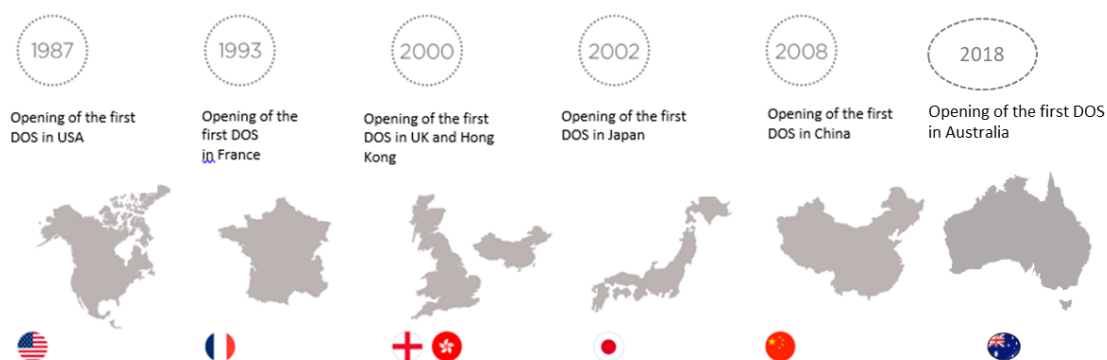 1987
Opening of the first
DOS in USA
1993
Opening of the
first DOS
in France
2000
Opening of the first
DOS in UK and Hong
Kong
2002
Opening of the first
DOS in Japan
2008
Opening of the first
DOS in China
2018
Opening of the first DOS
in Australia